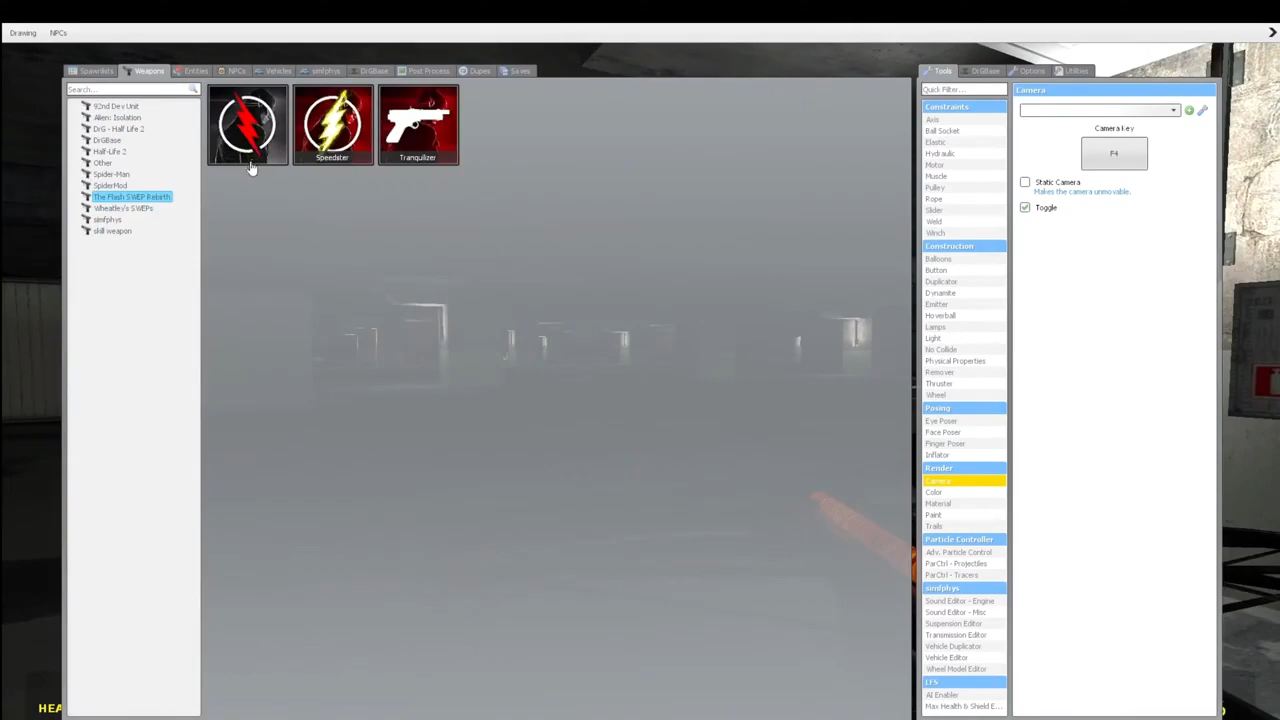 Drawing NPCs
Spawnlists Weapons Entities NPCs Vehicles simfphys DrGBase Post Process Dupes Saves
Search...
92nd Dev Unit
Alien: Isolation
DrG - Half Life 2
DrGBase
Half-Life 2
Other
Spider-Man
SpiderMod
The Flash SWEP Rebirth
Wheatley's SWEPs
simfphys
skill weapon
Speedster
Tranquilizer
Tools DrGBase Options Utilities
Quick Filter...
Constraints
Axis
Ball Socket
Elastic
Hydraulic
Motor
Muscle
Pulley
Rope
Slider
Weld
Winch
Construction
Balloons
Button
Duplicator
Dynamite
Emitter
Hoverball
Lamps
Light
No Collide
Physical Properties
Remover
Thruster
Wheel
Posing
Eye Poser
Face Poser
Finger Poser
Inflator
Render
Camera
Color
Material
Paint
Trails
Particle Controller
Adv. Particle Control
ParCtrl - Projectiles
ParCtrl - Tracers
simfphys
Sound Editor - Engine
Sound Editor - Misc
Suspension Editor
Transmission Editor
Vehicle Duplicator
Vehicle Editor
Wheel Model Editor
LFS
AI Enabler
Max Health & Shield E...
Camera
Camera Key
F4
Static Camera
Makes the camera unmovable.
Toggle
HEA